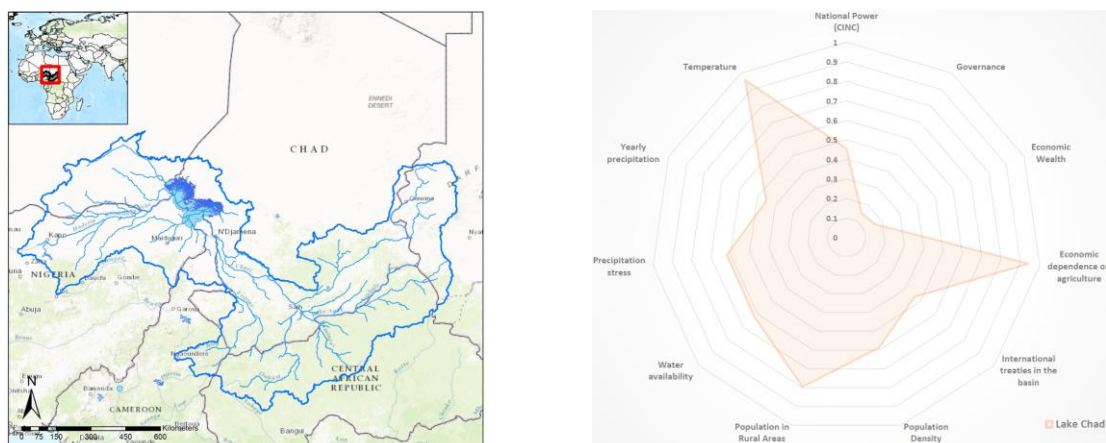 ENNEDI
DESERT
CHAD
N'Djamena
Maiduguri
Kano
NIGERIA
Gombe
Abuja
Garoua
Sarh
Ngaoundere
CENTRAL
AFRICAN
REPUBLIC
CAMEROON
Bangui
N
0 75 150 300 450 600
Kilometers
National Power
(CINC)
Governance
Economic
Wealth
Economic
dependence o
agriculture
International
treaties in the
basin
Population
Density
Population in
Rural Areas
Water
availability
Precipitation
stress
Yearly
precipitation
Temperature
1
0.9
0.8
0.7
0.6
0.5
0.4
0.3
0.2
0.1
0
Lake Chad